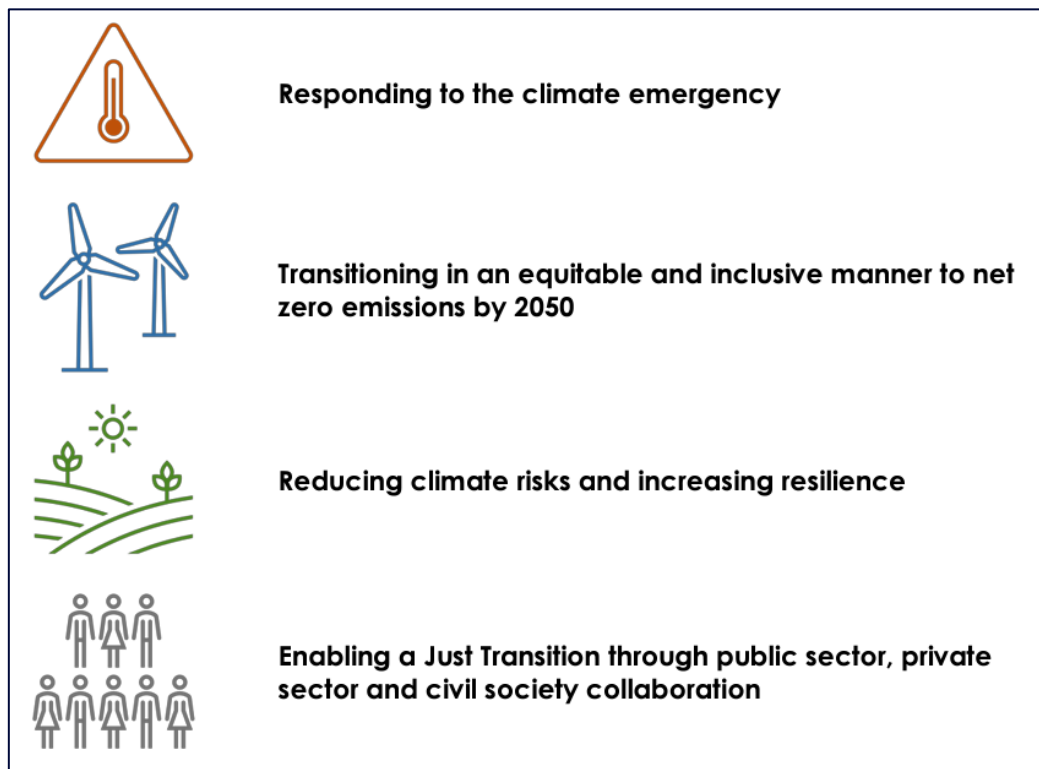 Responding to the climate emergency
Transitioning in an equitable and inclusive manner to net
zero emissions by 2050
Reducing climate risks and increasing resilience
Enabling a Just Transition through public sector, private
sector and civil society collaboration